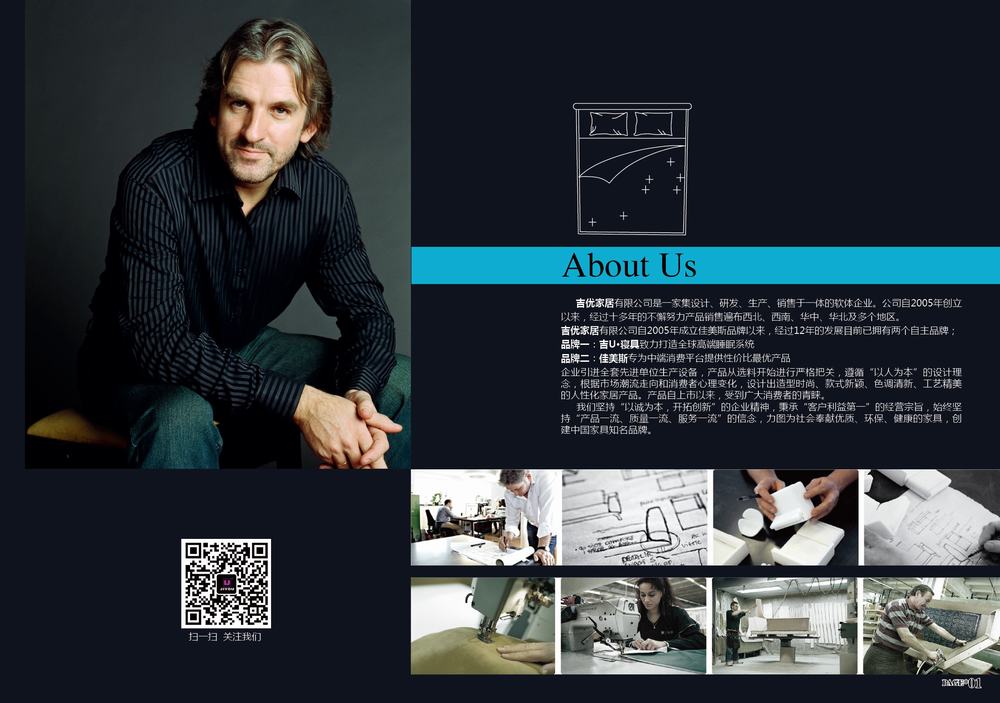 About Us
吉优家居有限公司是一家集设计、研发、生产、销售于一体的软体企业。公司自2005年创立
以来，经过十多年的不懈努力产品销售遍布西北、西南、华中、华北及多个地区。
吉优家居有限公司自2005年成立佳美斯品牌以来，经过12年的发展目前已拥有两个自主品牌；
品牌一：吉U·寝具致力打造全球高端睡眠系统
品牌二：佳美斯专为中端消费平台提供性价比最优产品
企业引进全套先进单位生产设备，产品从选料开始进行严格把关，遵循“以人为本”的设计理
念，根据市场潮流走向和消费者心理变化，设计出造型时尚、款式新颖、色调清新、工艺精美
的人性化家居产品。产品自上市以来，受到广大消费者的青睐。
我们坚持“以诚为本，开拓创新”的企业精神，秉承“客户利益第一”的经营宗旨，始终坚
持“产品一流、质量一流、服务一流”的信念，力图为社会奉献优质、环保、健康的家具，创
建中国家具知名品牌。
扫一扫 关注我们
PAGE 01